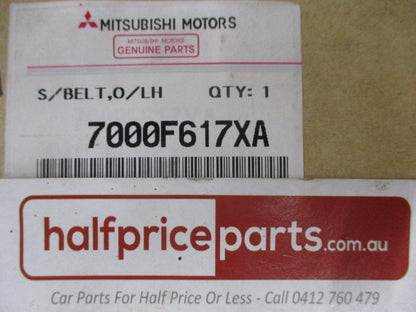 MITSUBISHI MOTORS
MITSUBISHI MOTORS
GENUINE PARTS
S/BELT,O/LH QTY: 1
7000F617XA
halfpriceparts.com.au
Car Parts For Half Price Or Less - Call 0412 760 479